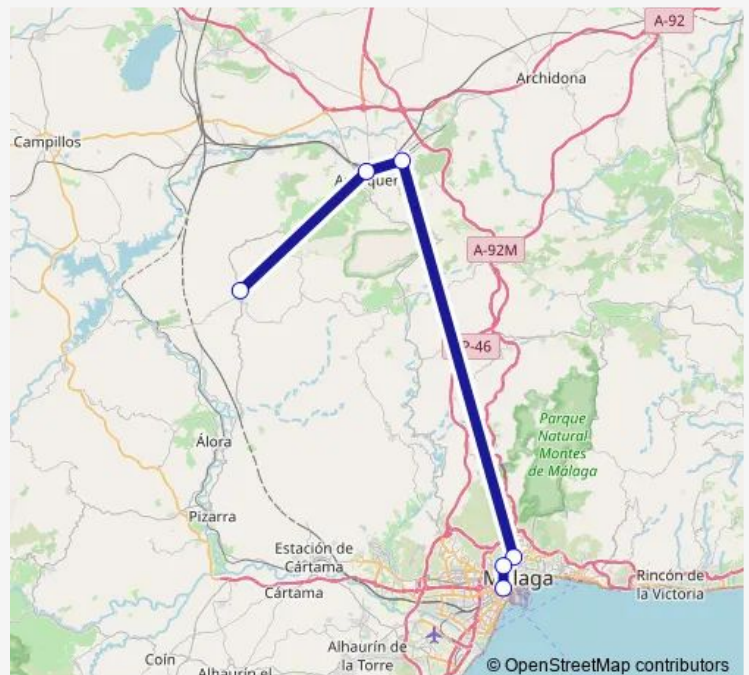 A-92
Archidona
Campillos
A-92M
Parque
Natural
Montes
de Málaga
Álora
Pizarra
Estación de
Cártama
Cártama
Rincón de
la Victoria
Alhaurín de
la Torre
Coín
© OpenStreetMap contributors